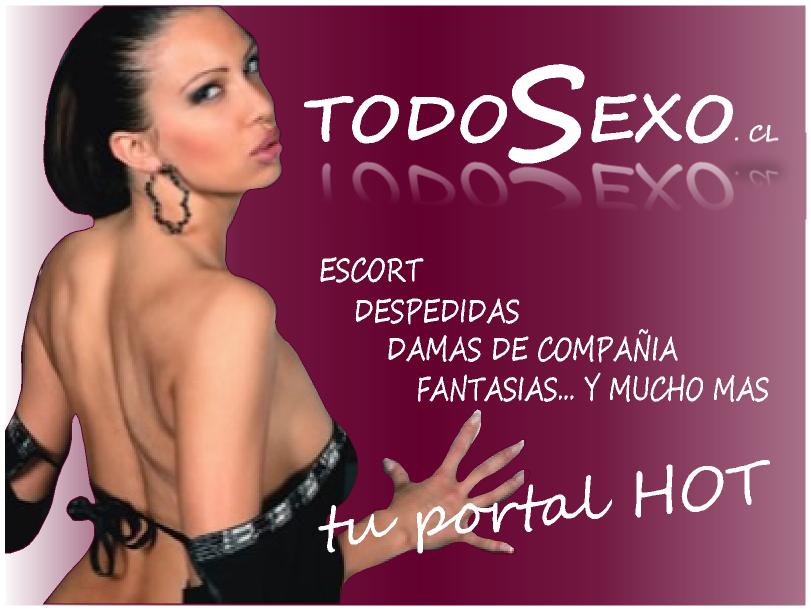 TODOSEXO.CL
ESCORT
DESPEDIDAS
DAMAS DE COMPAÑIA
FANTASIAS... Y MUCHO MAS
tu portal HOT